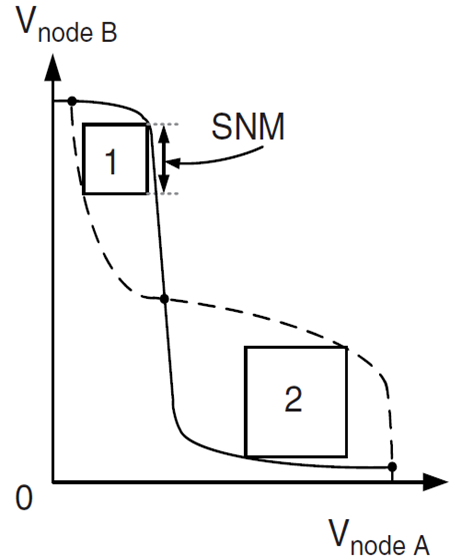 V node B
SNM
1
2
0
V node A